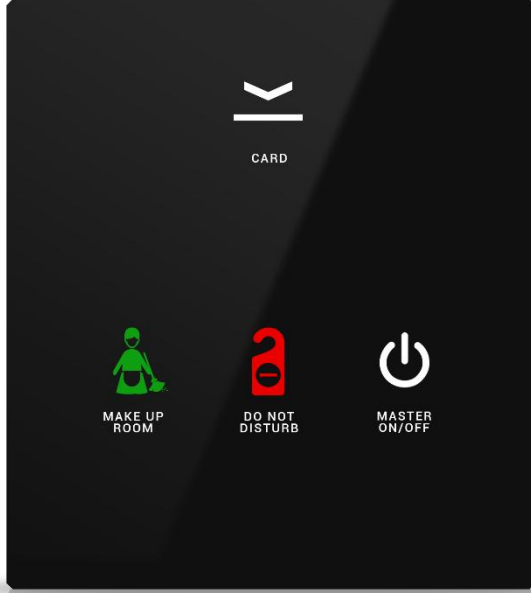 CARD
MAKE UP
ROOM
DO NOT
DISTURB
MASTER
ON/OFF